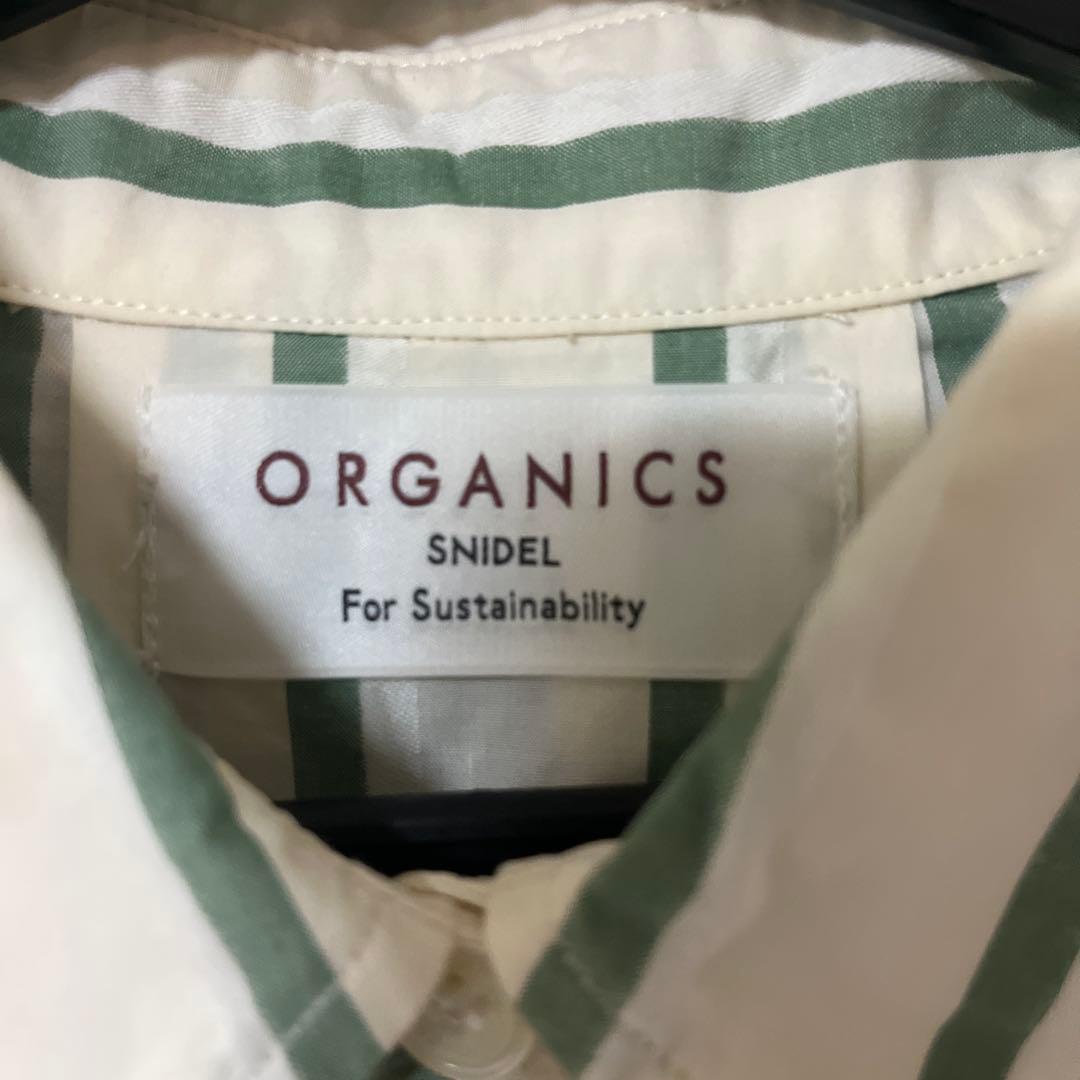 ORGANICS
SNIDEL
For Sustainability